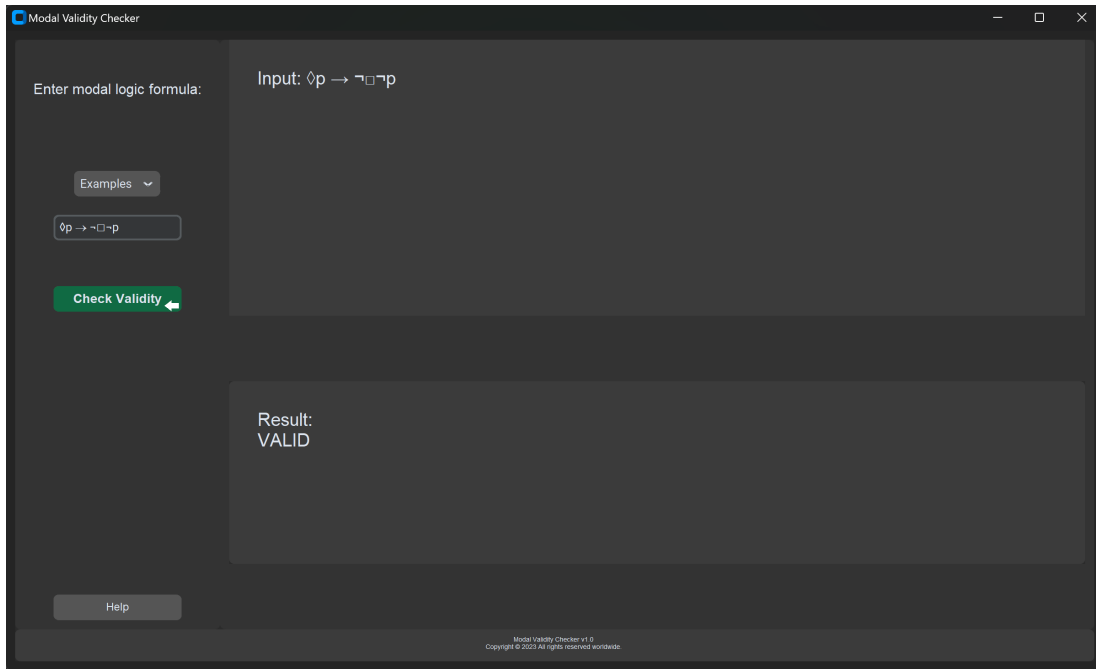 Modal Validity Checker
Enter modal logic formula:
Examples
◊p → ¬□¬p
Check Validity
Help
Input: ◊p → ¬□¬p
Result:
VALID
Modal Validity Checker v1.0
Copyright © 2023 All rights reserved worldwide.